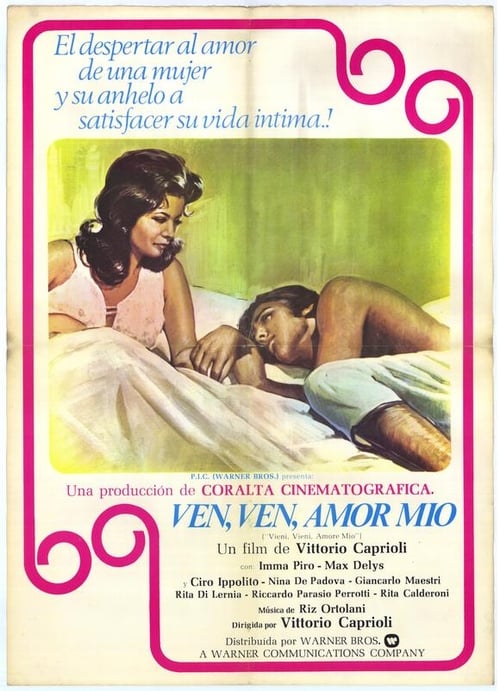 El despertar al amor
de una mujer
y su anhelo a
satisfacer su vida intima.!
P.I.C. (WARNER BROS.) presenta:
Una producción de CORALTA CINEMATOGRAFICA.
VEN, VEN, AMOR MIO
("Vieni, Vieni, Amore Mio")
Un film de Vittorio Caprioli
con: Imma Piro - Max Delys
y Ciro Ippolito - Nina De Padova - Giancarlo Maestri
Rita Di Lernia - Riccardo Parasio Perrotti - Rita Calderoni
Música de Riz Ortolani
Dirigida por Vittorio Caprioli
Distribuída por WARNER BROS.
A WARNER COMMUNICATIONS COMPANY